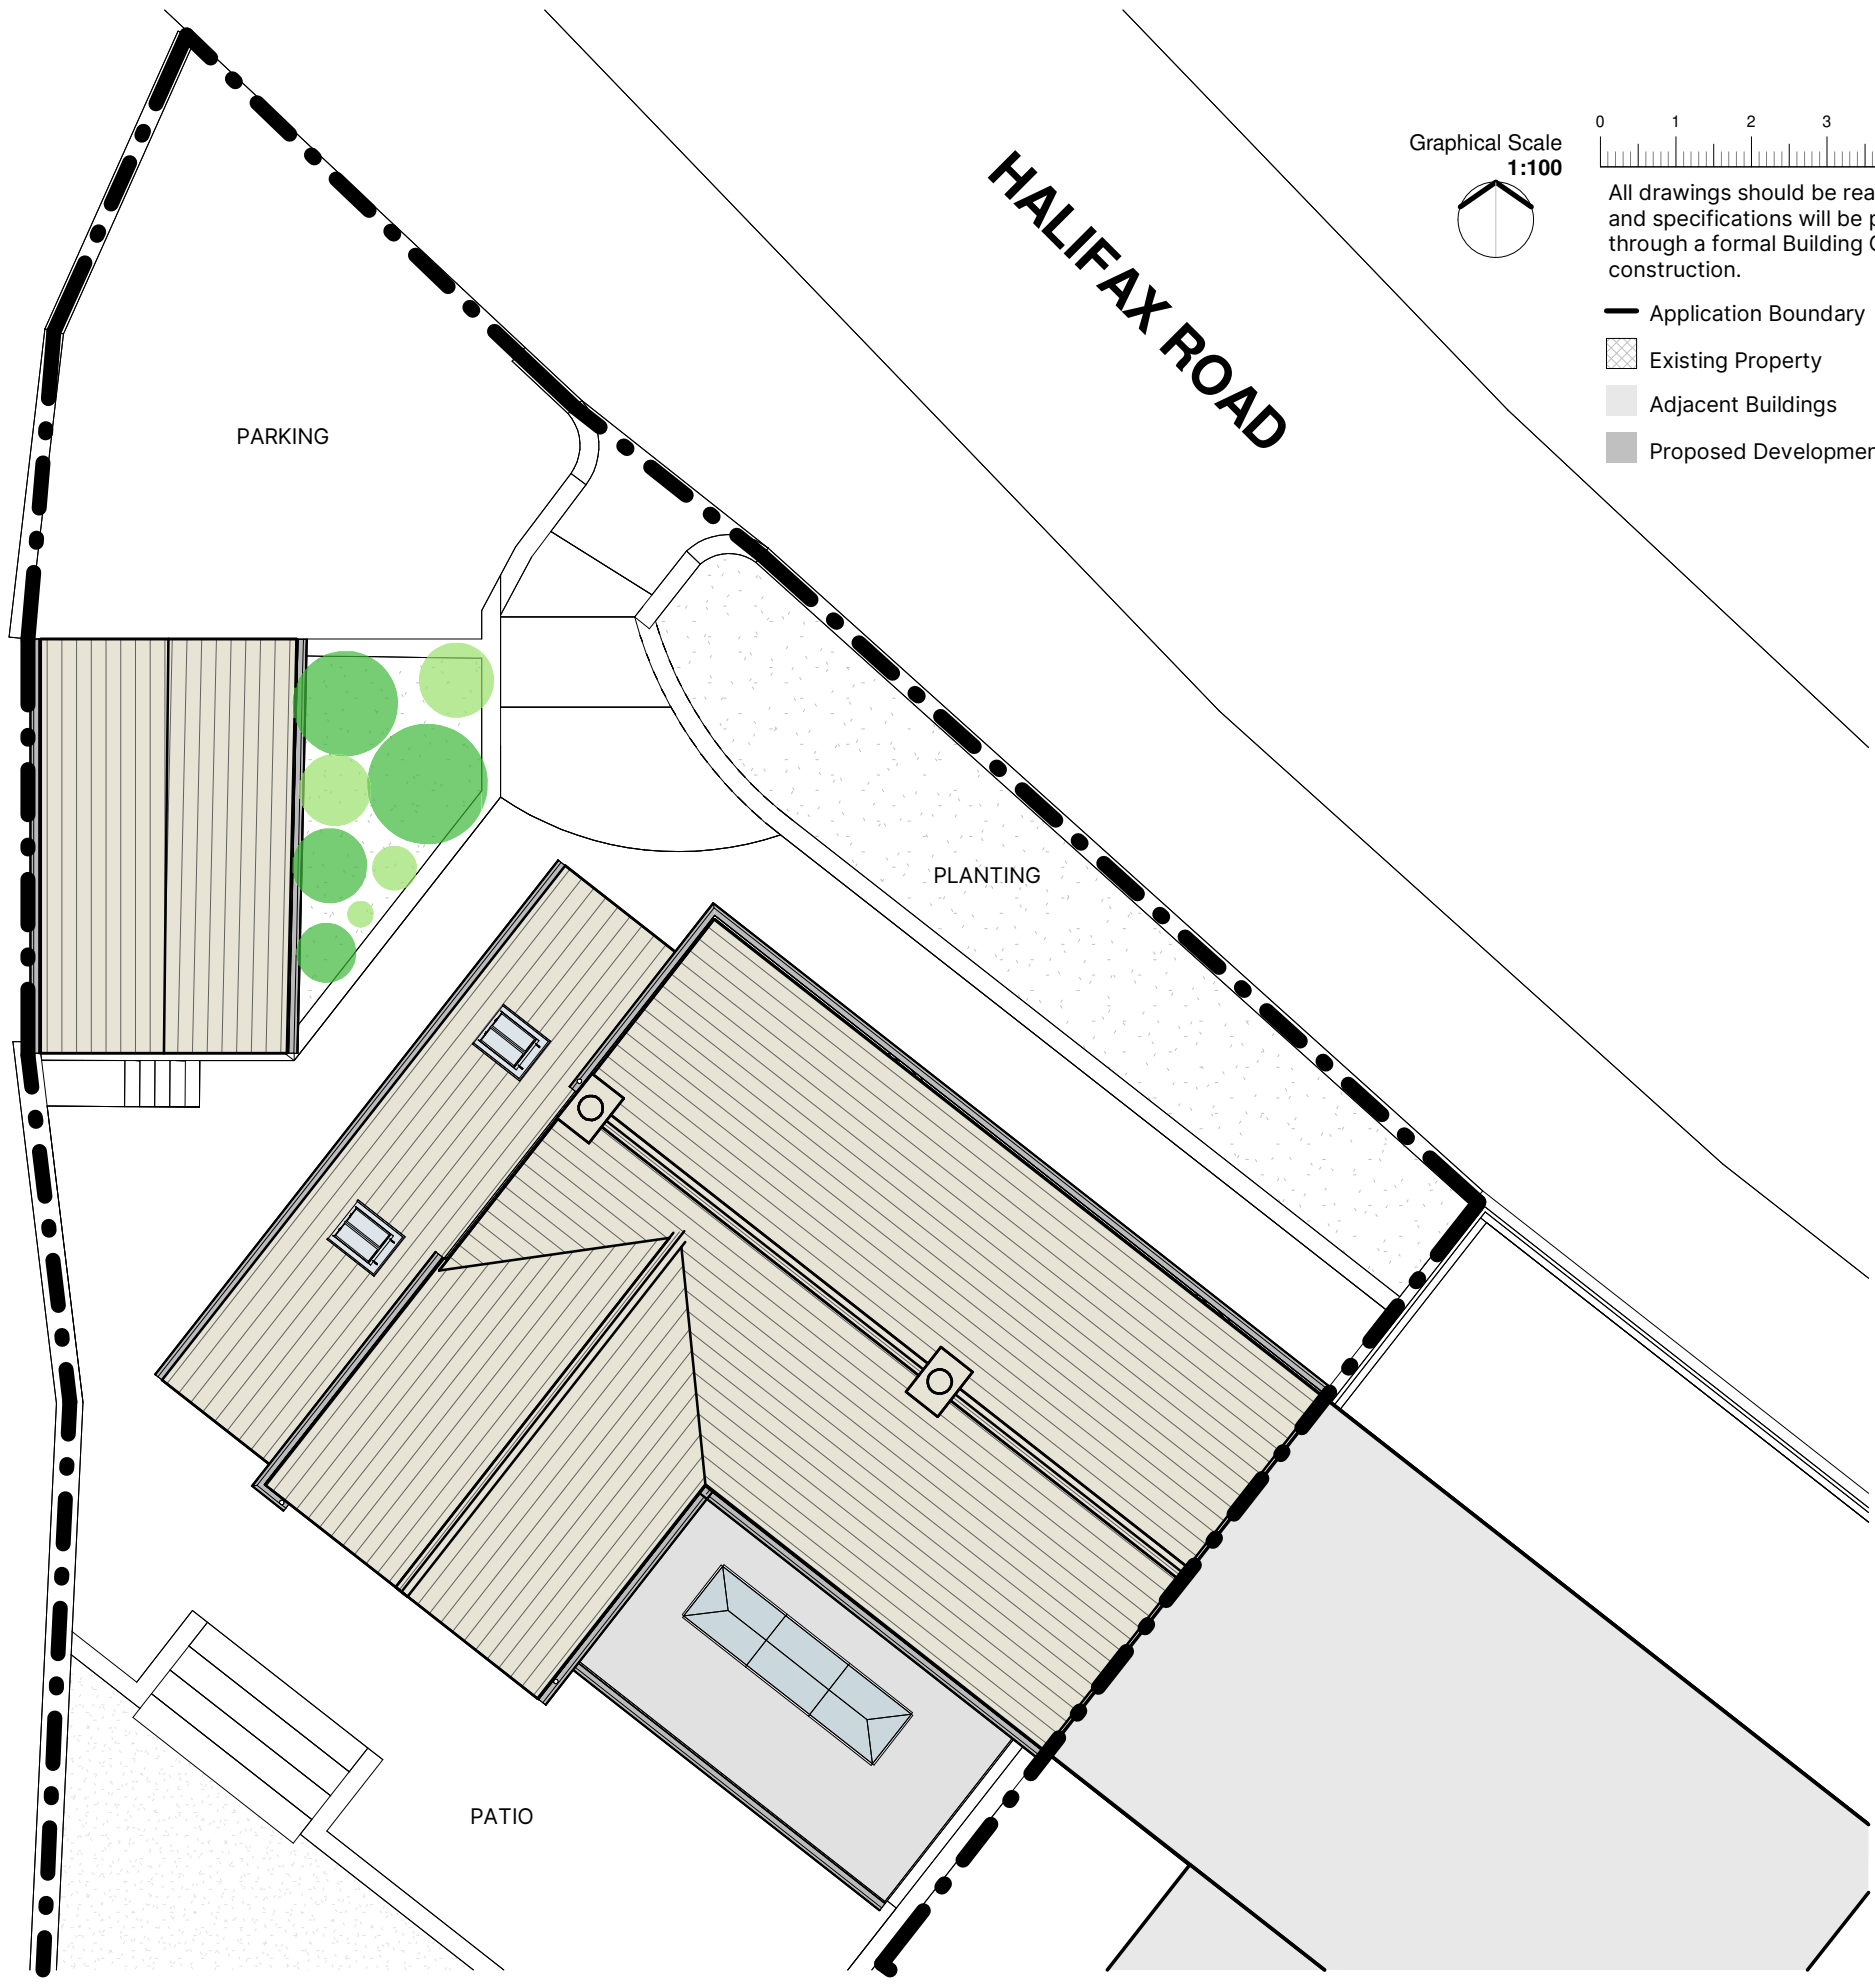 HALIFAX ROAD
Graphical Scale
1:100
0 1 2 3
All drawings should be rea
and specifications will be p
through a formal Building
construction.
Application Boundary
Existing Property
Adjacent Buildings
Proposed Developmen
PARKING
PLANTING
PATIO